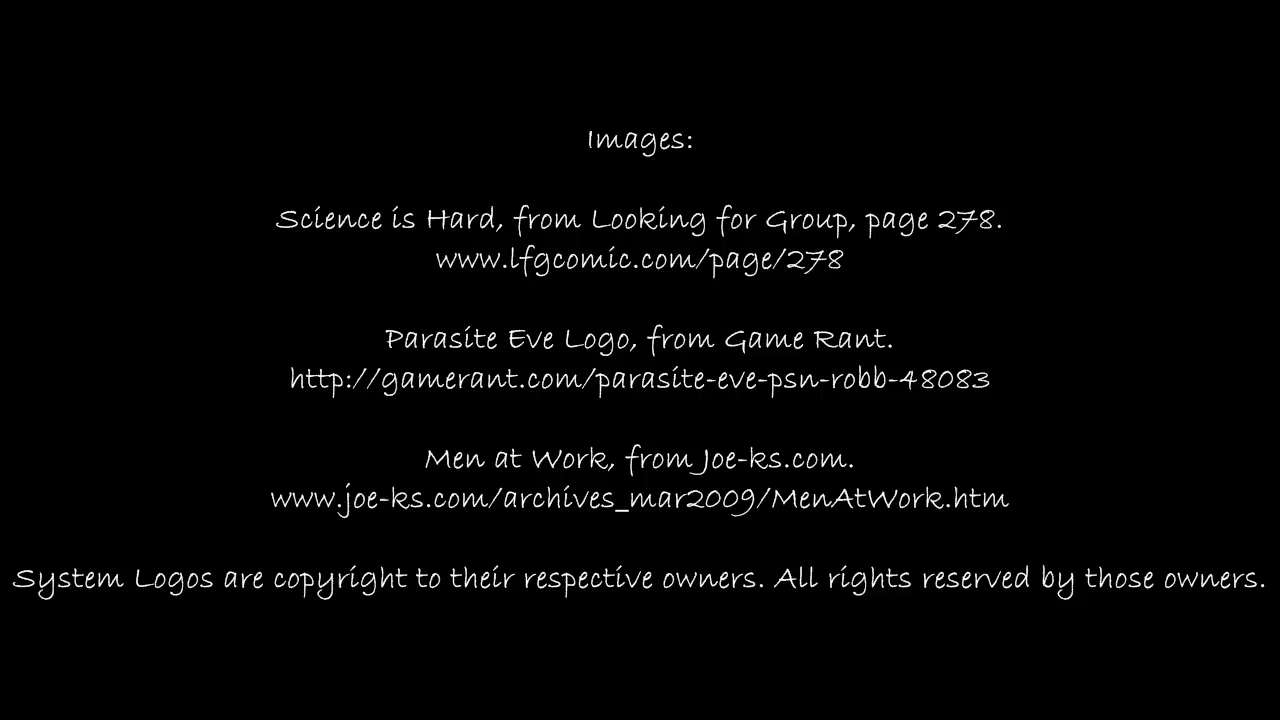 Images:
Science is Hard, from Looking for Group, page 278.
www.lfgcomic.com/page/278
Parasite Eve Logo, from Game Rant.
http://gamerant.com/parasite-eve-psn-robb-48083
Men at Work, from Joe-ks.com.
www.joe-ks.com/archives_mar2009/MenAtWork.htm
System Logos are copyright to their respective owners. All rights reserved by those owners.